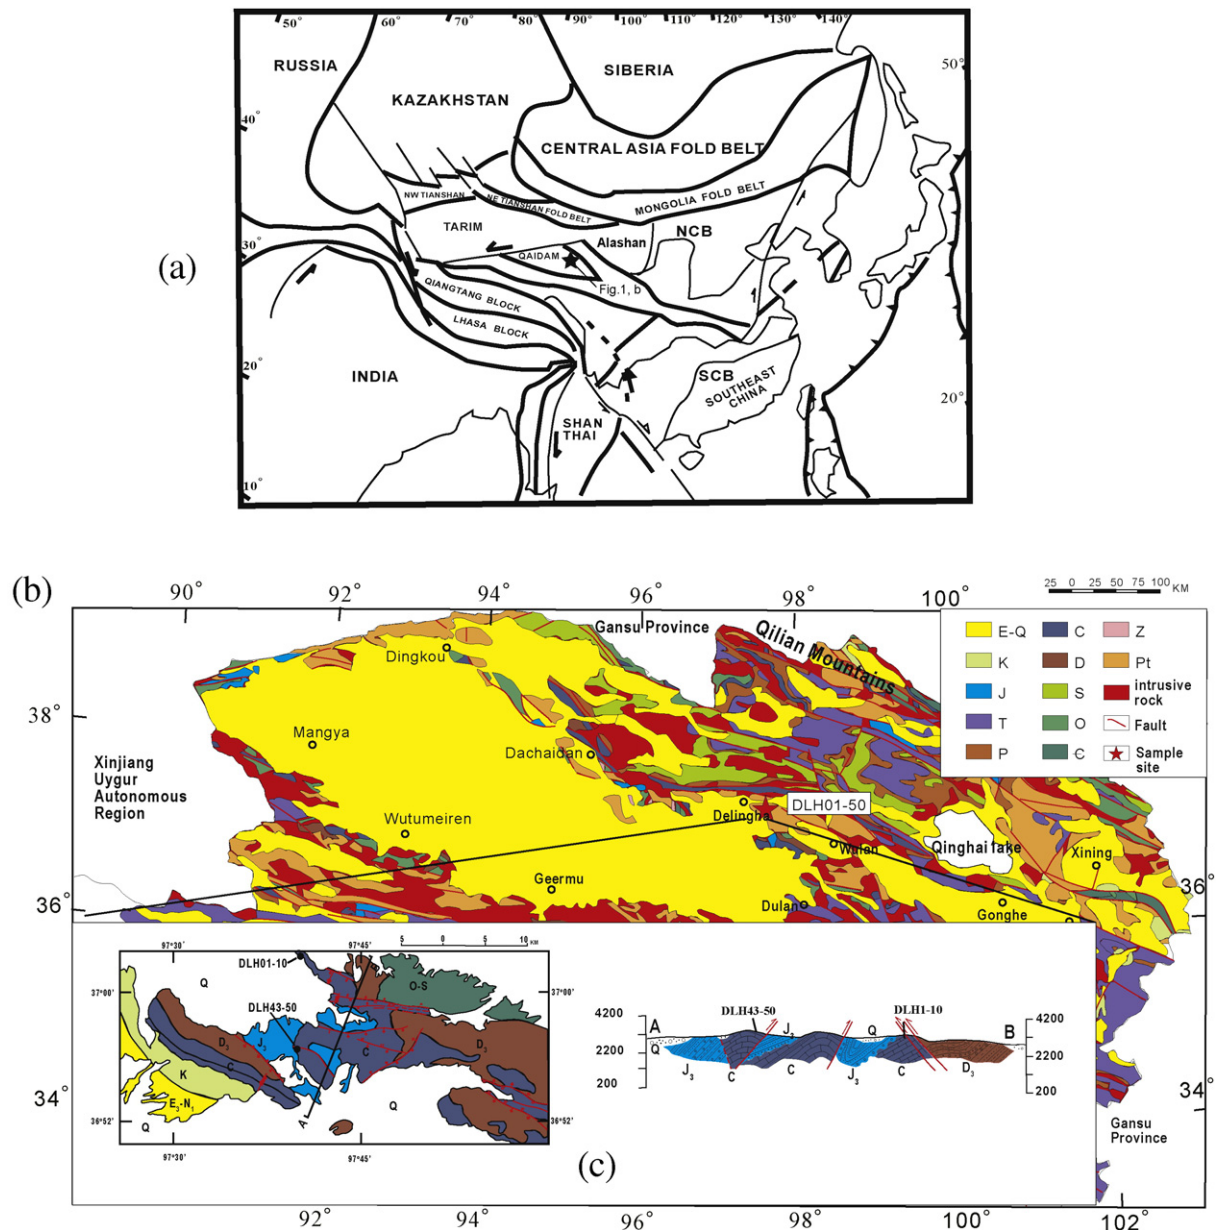 50° 60° 70° 80° 90° 100° 110° 120° 130° 140°
RUSSIA
SIBERIA
50°
KAZAKHSTAN
40°
CENTRAL ASIA FOLD BELT
MONGOLIA FOLD BELT
NW TIANSHAN
NE TIANSHAN FOLD BELT
TARIM
Alashan
NCB
30°
QAIDAM
(a)
Fig.1, b
QIANGTANG BLOCK
LHASA BLOCK
20°
INDIA
SCB
SOUTHEAST
CHINA
20°
SHAN
THAI
10°
(b)
90° 92° 94° 96° 98° 100°
25 0 25 50 75 100 KM
Gansu Province
Qilian Mountains
E-Q C Z
K D Pt
J S intrusive
rock
T O Fault
P Є Sample
site
Dingkou
38°
Mangya
Dachaidan
Xinjiang
Uygur
Autonomous
Region
DLH01-50
Delingha
Wutumeiren
Wulan
Qinghai lake
Xining
Geermu
36°
36°
Dulan
Gonghe
97°30' 97°45' 5 0 5 10 KM
DLH01-10
Q
B
O-S
37°00'
37°00'
DLH43-50
D3
J3
C
D3
C
K
E3-N1
A
Q
Q
36°52'
36°52'
97°30' 97°45'
DLH43-50 DLH1-10
4200 A J3 Q B 4200
Q
2200 2200
J3 C C J3 C D3
200 200
34°
34°
Gansu
Province
(c)
92° 94° 96° 98° 100° 102°